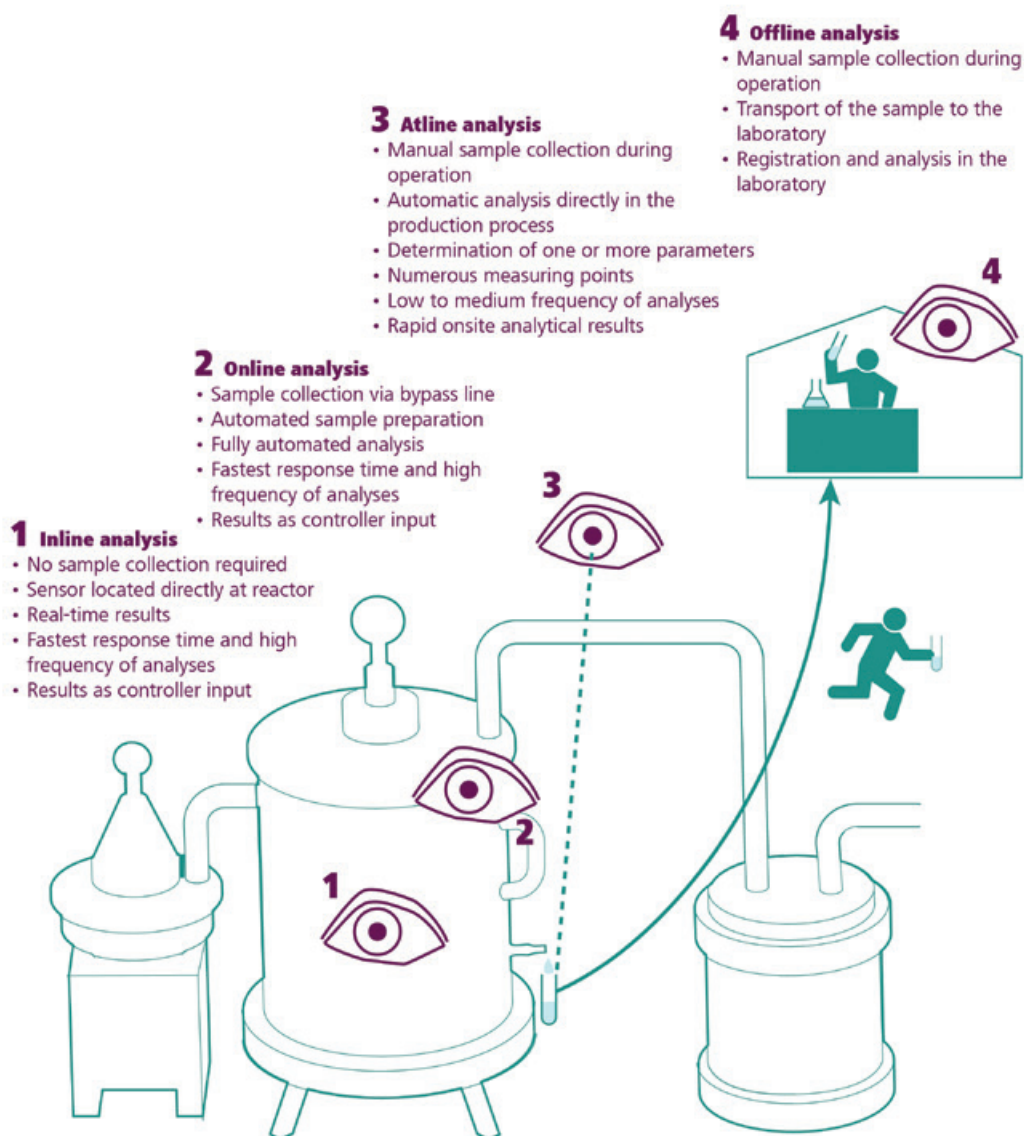 4 Offline analysis
• Manual sample collection during
operation
• Transport of the sample to the
laboratory
• Registration and analysis in the
laboratory
3 Atline analysis
• Manual sample collection during
operation
• Automatic analysis directly in the
production process
• Determination of one or more parameters
• Numerous measuring points
• Low to medium frequency of analyses
• Rapid onsite analytical results
2 Online analysis
• Sample collection via bypass line
• Automated sample preparation
• Fully automated analysis
• Fastest response time and high
frequency of analyses
• Results as controller input
1 Inline analysis
• No sample collection required
• Sensor located directly at reactor
• Real-time results
• Fastest response time and high
frequency of analyses
• Results as controller input
4
3
2
1